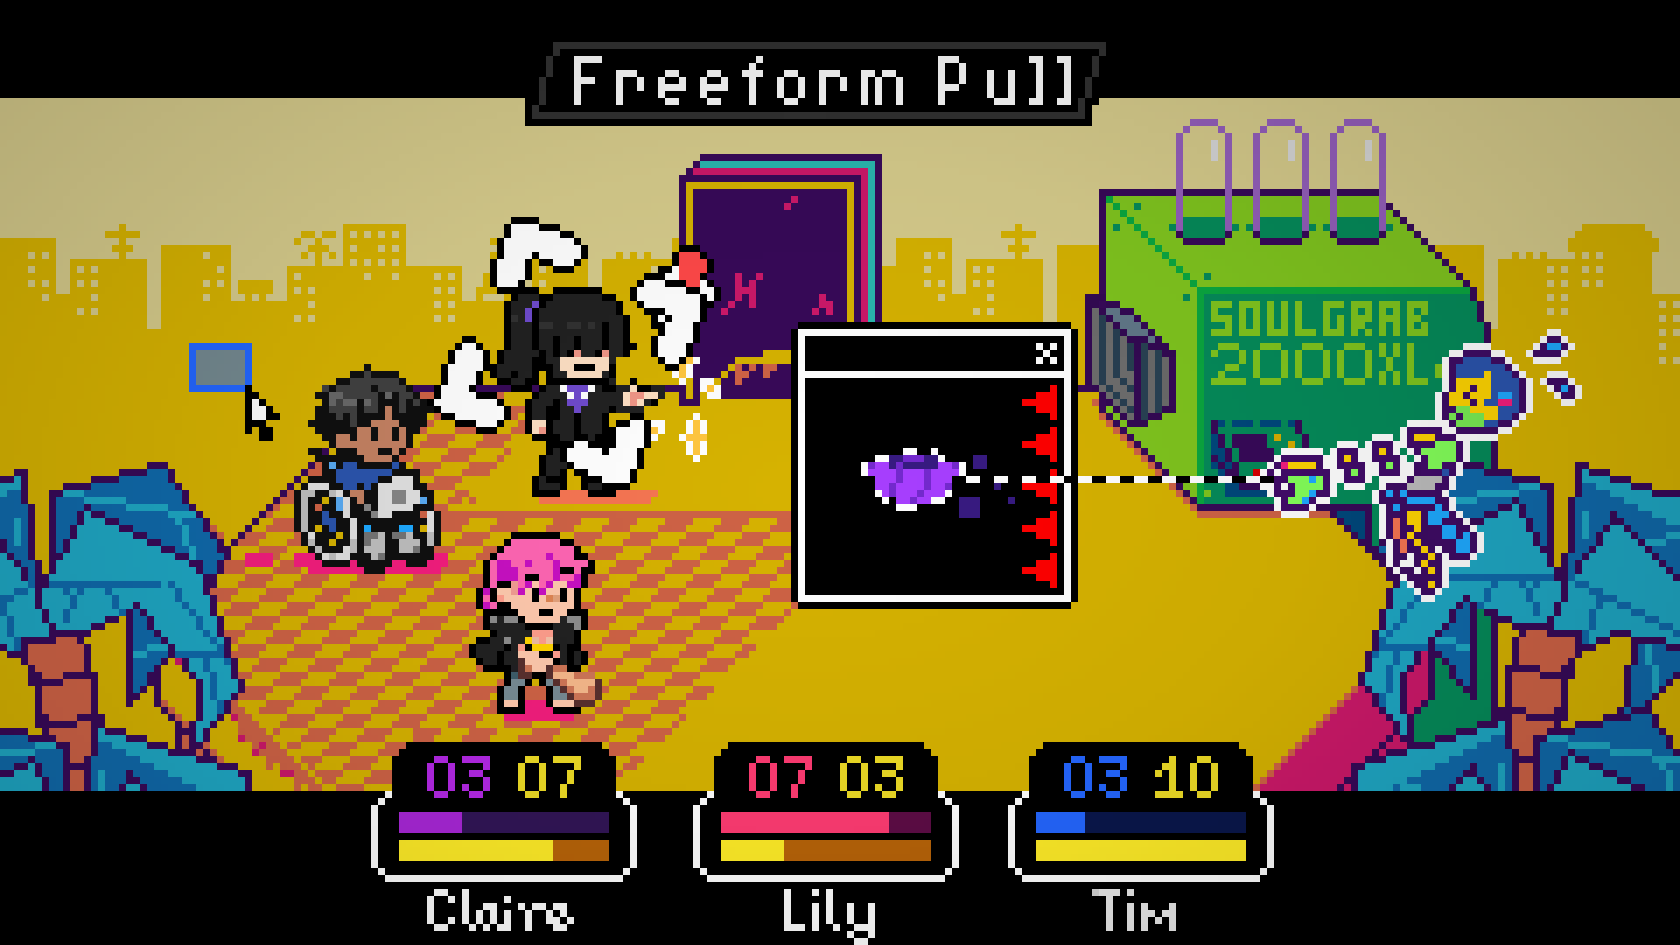 Freeform Pull
SOULGRAB
2000XL
03 07
07 03
03 10
Claire
Lily
Tim